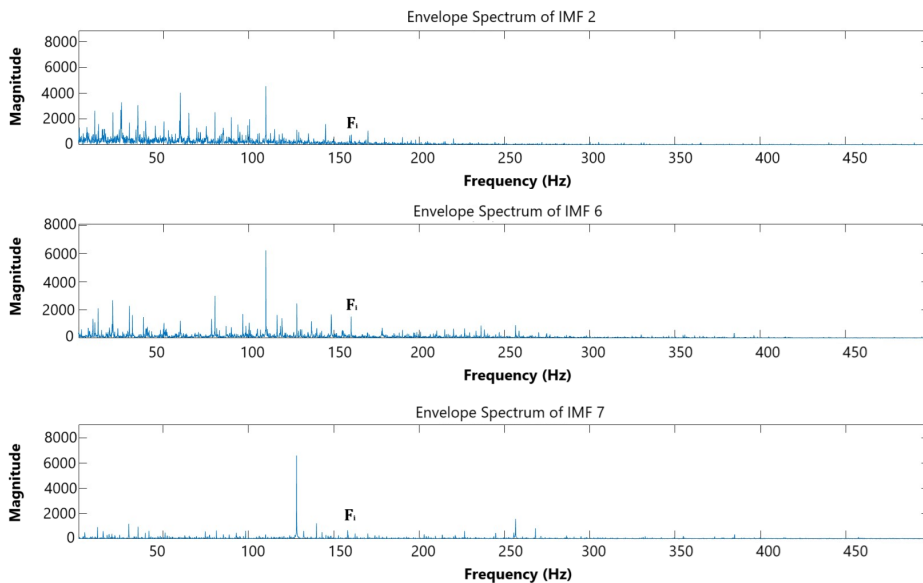 Envelope Spectrum of IMF 2
Magnitude
8000
6000
4000
2000
0
Fi
50 100 150 200 250 300 350 400 450
Frequency (Hz)
Envelope Spectrum of IMF 6
Magnitude
8000
6000
4000
2000
0
Fi
50 100 150 200 250 300 350 400 450
Frequency (Hz)
Envelope Spectrum of IMF 7
Magnitude
8000
6000
4000
2000
0
Fi
50 100 150 200 250 300 350 400 450
Frequency (Hz)